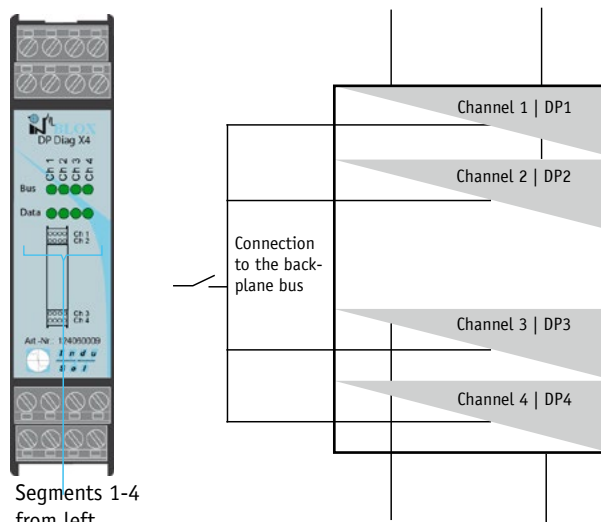 BLOX
DP Diag X4
Ch 1
Ch 2
Ch 3
Ch 4
Bus
Data
Ch 1
Ch 2
Ch 3
Ch 4
Art.-Nr.: 124060009
Indu
Sol
Segments 1-4
from left
Connection
to the back-
plane bus
Channel 1 | DP1
Channel 2 | DP2
Channel 3 | DP3
Channel 4 | DP4